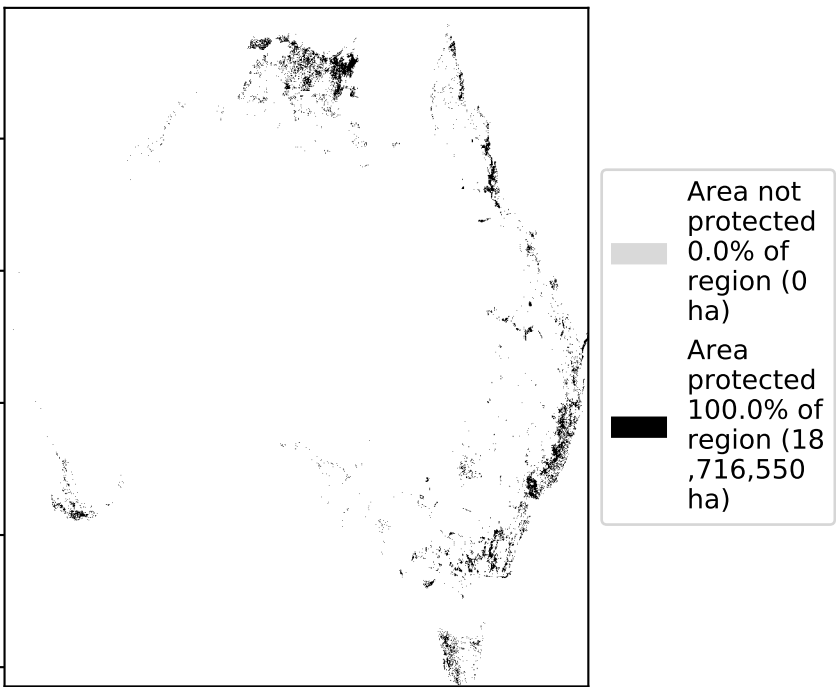 Area not
protected
0.0% of
region (0
ha)
Area
protected
100.0% of
region (18
,716,550
ha)